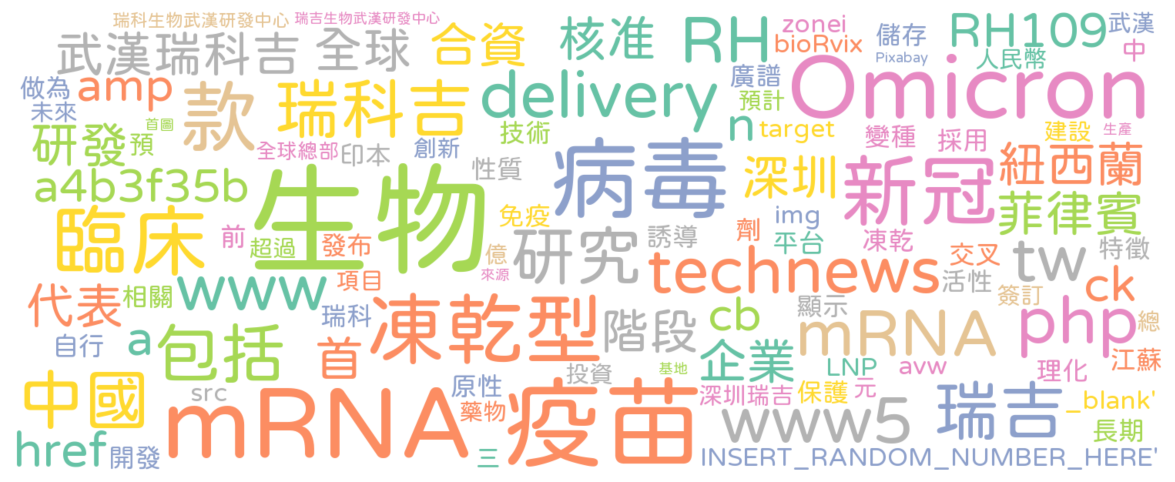 瑞科生物武漢研發中心
瑞吉生物武漢研發中心
武漢瑞科吉
全球
合資
核准
RH
zonei
bioRvix
儲存
Pixabay
RH109
武漢
人民幣
中
做為
amp
未來
款
瑞科吉
delivery
廣譜
預計
Omicron
研發
預
首圖
全球總部
印本
創新
技術
n
target
變種
採用
建設
生產
a4b3f35b
生物
性質
病毒
深圳
新冠
紐西蘭
菲律賓
臨床
前
超過
發布
免疫
億
來源
研究
誘導
劑
img
平台
凍乾
交叉
tw
特徵
代表
相關
www
項目
瑞科
technews
活性
簽訂
ck
自行
a
包括
首
凍乾型
階段
cb
顯示
mRNA
php
總
中國
src
投資
基地
企業
LNP
avw
理化
江蘇
mRNA
原性
藥物
疫苗
深圳瑞吉
保護
元
瑞吉
_blank'
長期
href
開發
三
www5
INSERT_RANDOM_NUMBER_HERE'